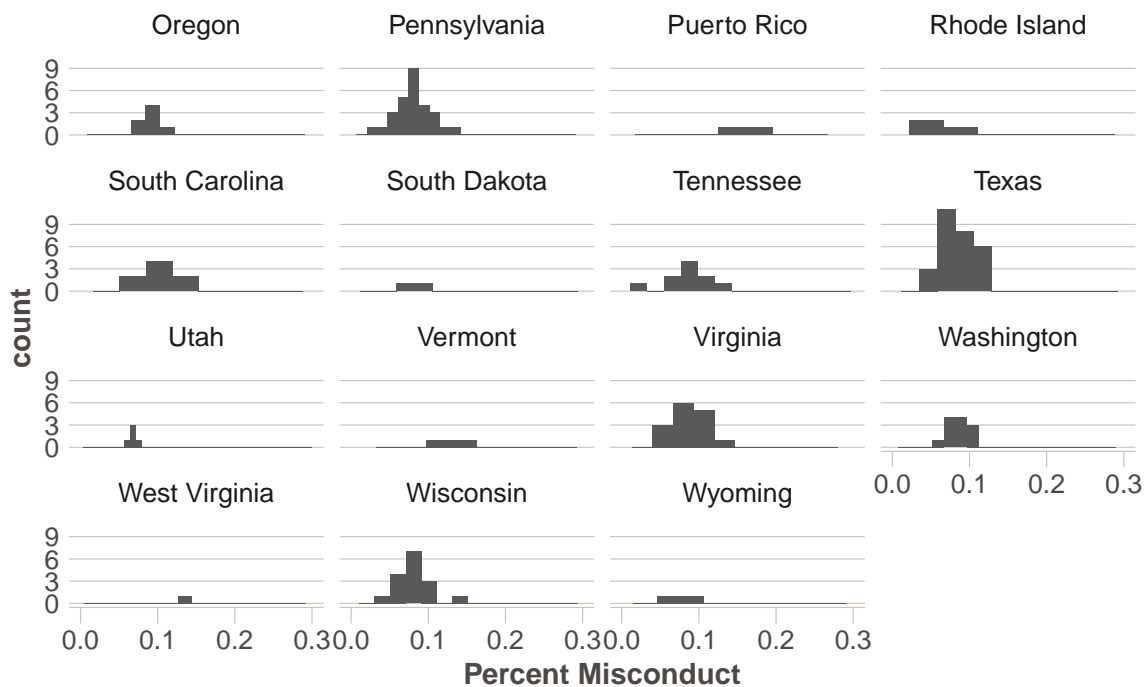 Oregon Pennsylvania Puerto Rico Rhode Island
9
6
3
0
South Carolina South Dakota Tennessee Texas
9
6
3
0
count
Utah Vermont Virginia Washington
9
6
3
0
0.0 0.1 0.2 0.3
West Virginia Wisconsin Wyoming
9
6
3
0
0.0 0.1 0.2 0.3 0.0 0.1 0.2 0.3 0.0 0.1 0.2 0.3
Percent Misconduct